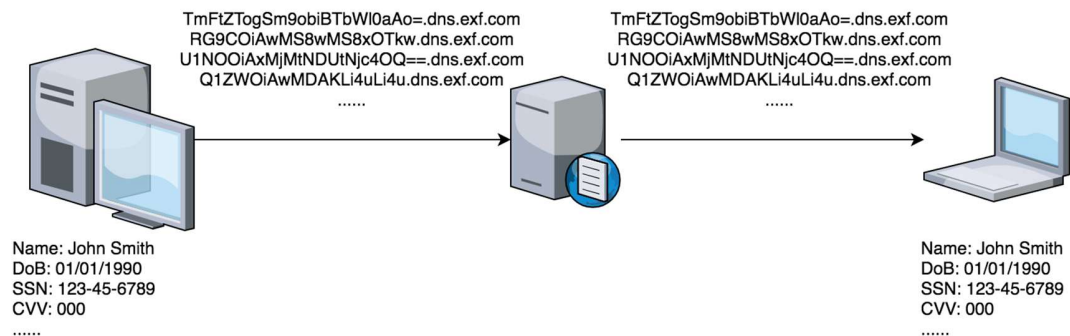 TmFtZTogSm9obiBTbWl0aAo=.dns.exf.com
RG9COiAwMS8wMS8xOTkw.dns.exf.com
U1NOOiAxMjMtNDUtNjc4OQ==.dns.exf.com
Q1ZWOiAwMDAKLi4uLi4u.dns.exf.com
......
TmFtZTogSm9obiBTbWl0aAo=.dns.exf.com
RG9COiAwMS8wMS8xOTkw.dns.exf.com
U1NOOiAxMjMtNDUtNjc4OQ==.dns.exf.com
Q1ZWOiAwMDAKLi4uLi4u.dns.exf.com
......
Name: John Smith
DoB: 01/01/1990
SSN: 123-45-6789
CVV: 000
......
Name: John Smith
DoB: 01/01/1990
SSN: 123-45-6789
CVV: 000
......